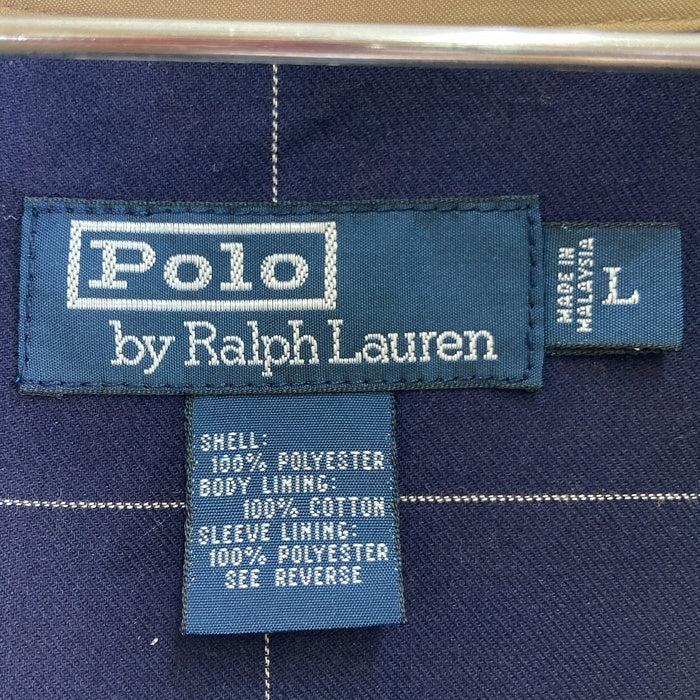 Polo
by Ralph Lauren
MADE IN
MALAYSIA
L
SHELL:
100% POLYESTER
BODY LINING:
100% COTTON
SLEEVE LINING:
100% POLYESTER
SEE REVERSE